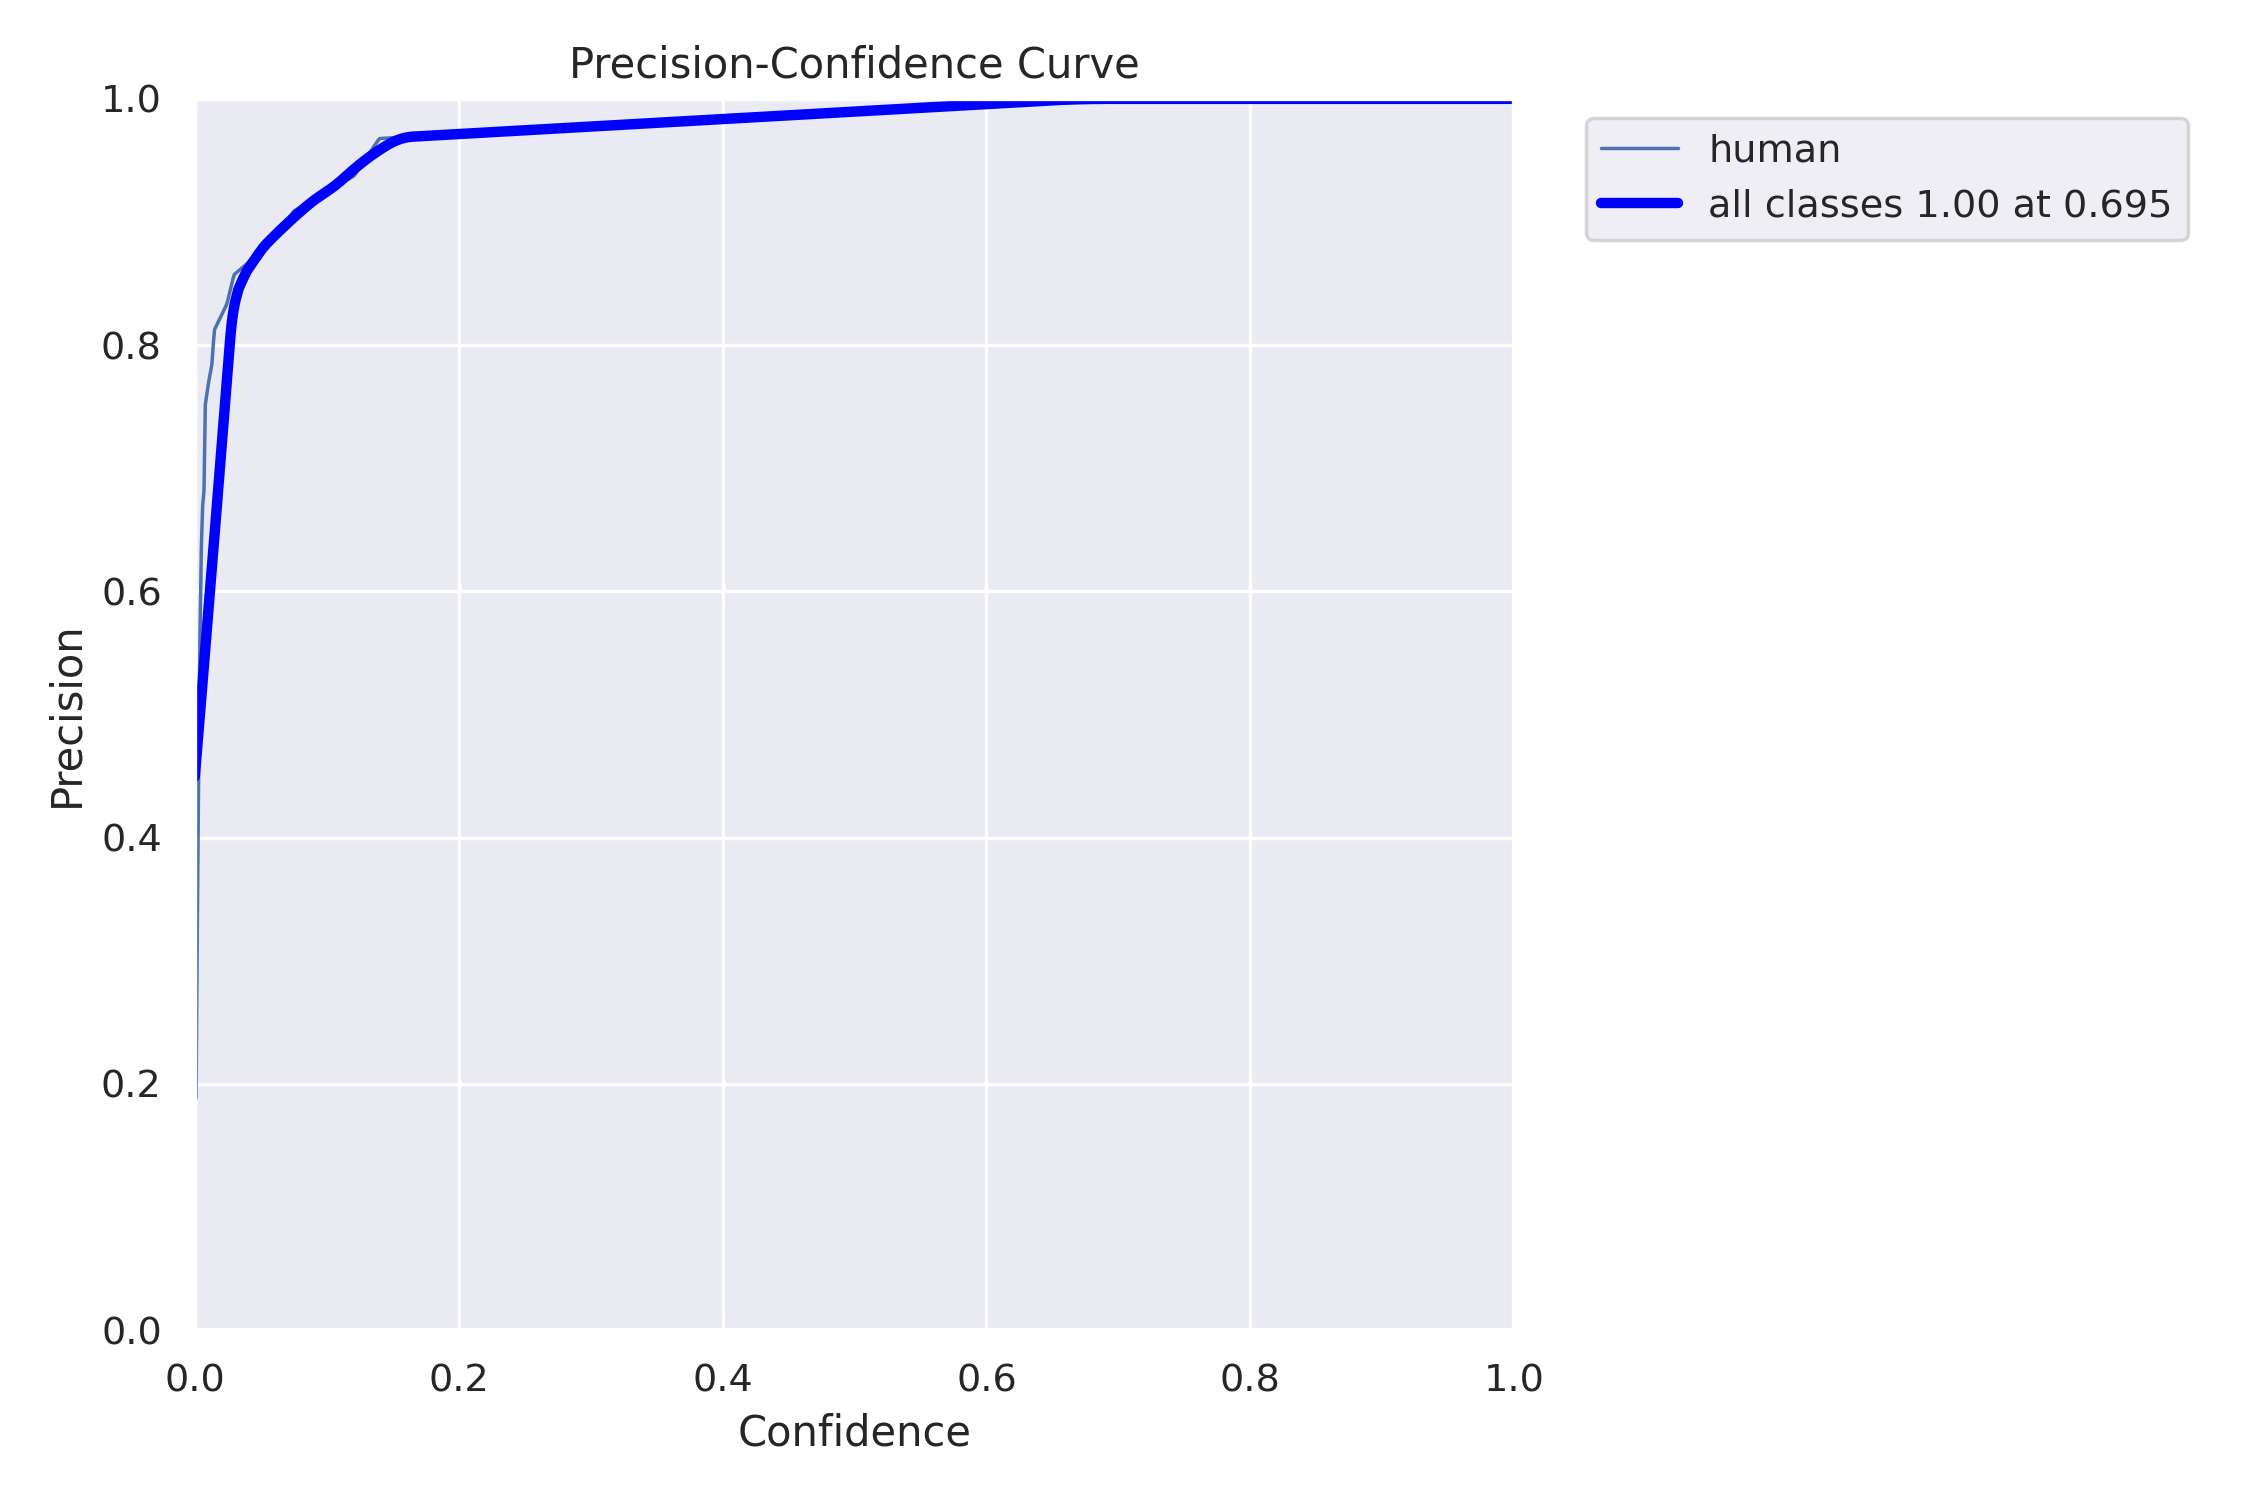 Precision-Confidence Curve
1.0
0.8
0.6
0.4
0.2
0.0
Precision
0.0 0.2 0.4 0.6 0.8 1.0
Confidence
human
all classes 1.00 at 0.695